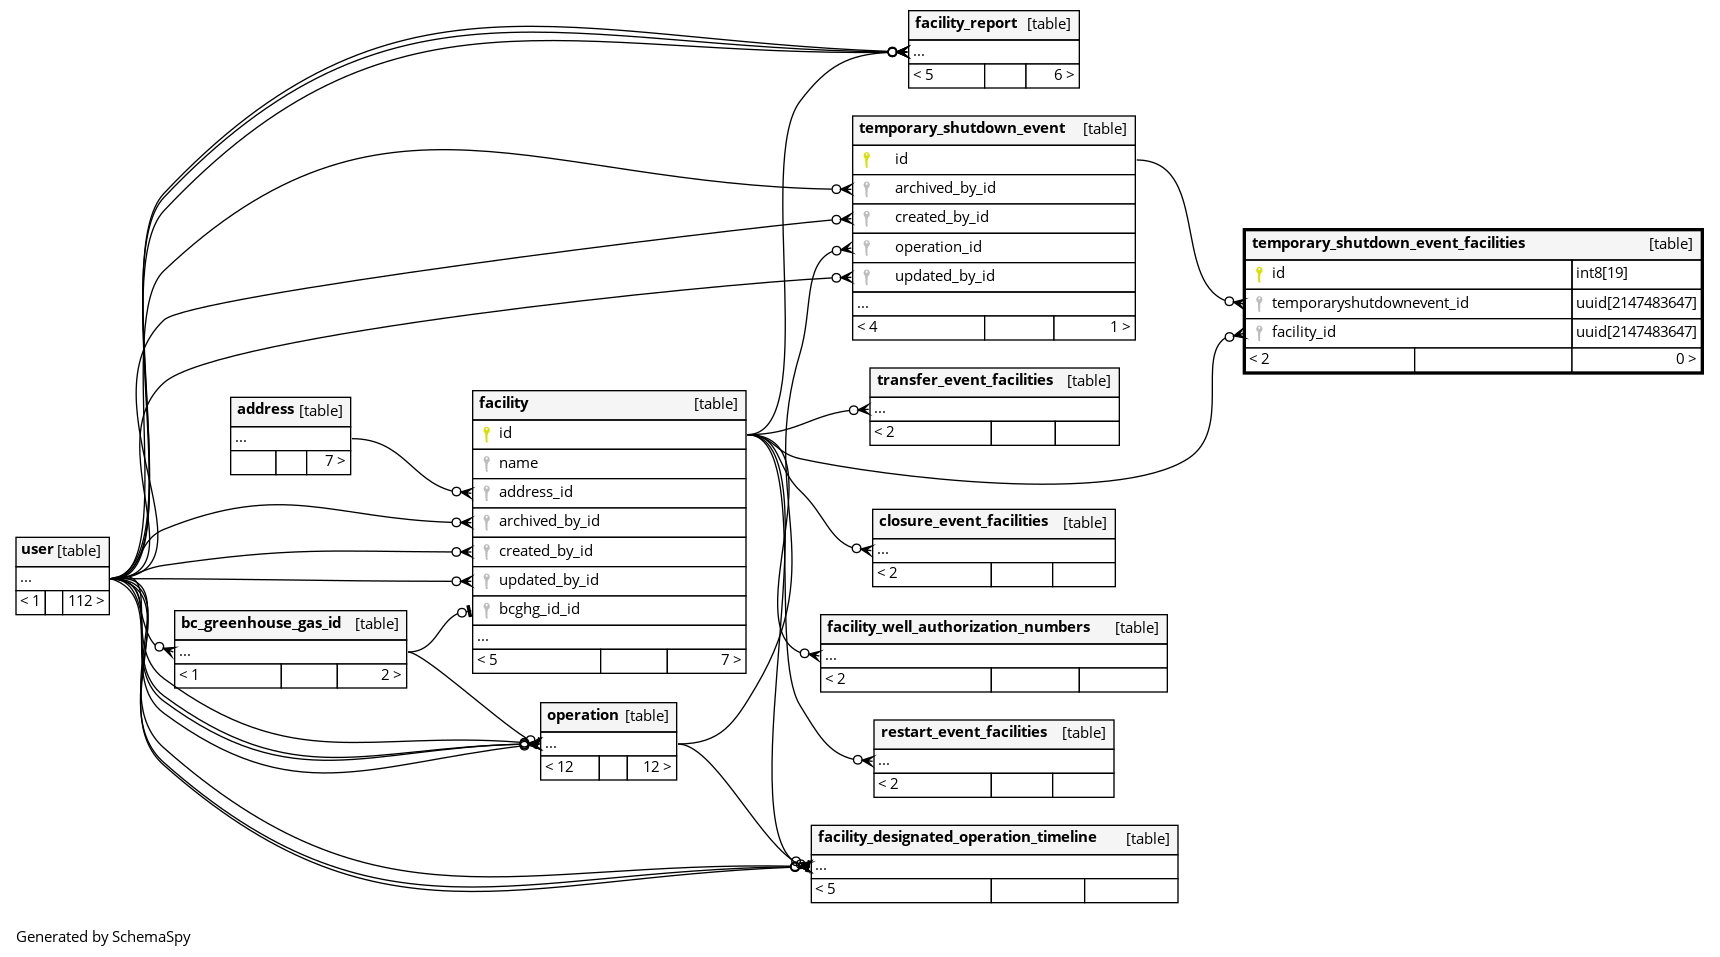 facility_report [table]
...
< 5 6 >
temporary_shutdown_event [table]
id
archived_by_id
created_by_id
operation_id
updated_by_id
...
< 4 1 >
temporary_shutdown_event_facilities [table]
id int8[19]
temporaryshutdownevent_id uuid[2147483647]
facility_id uuid[2147483647]
< 2 0 >
transfer_event_facilities [table]
...
< 2
facility [table]
id
name
address_id
archived_by_id
created_by_id
updated_by_id
bcghg_id_id
...
< 5 7 >
address [table]
...
7 >
closure_event_facilities [table]
...
< 2
user [table]
...
< 1 112 >
bc_greenhouse_gas_id [table]
...
< 1 2 >
facility_well_authorization_numbers [table]
...
< 2
operation [table]
...
< 12 12 >
restart_event_facilities [table]
...
< 2
facility_designated_operation_timeline [table]
...
< 5
Generated by SchemaSpy